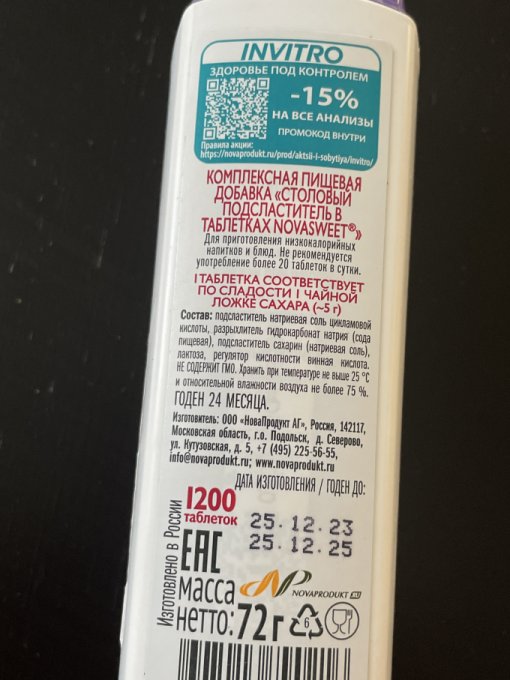 INVITRO
ЗДОРОВЬЕ ПОД КОНТРОЛЕМ
-15%
НА ВСЕ АНАЛИЗЫ
ПРОМОКОД ВНУТРИ
Правила акции:
https://novaprodukt.ru/prod/aktsii-i-sobytiya/invitro/
КОМПЛЕКСНАЯ ПИЩЕВАЯ
ДОБАВКА «СТОЛОВЫЙ
ПОДСЛАСТИТЕЛЬ В
ТАБЛЕТКАХ NOVASWEET®»
Для приготовления низкокалорийных
напитков и блюд. Не рекомендуется
употребление более 20 таблеток в сутки.
1 ТАБЛЕТКА СООТВЕТСТВУЕТ
ПО СЛАДОСТИ 1 ЧАЙНОЙ
ЛОЖКЕ САХАРА (~5 г)
Состав: подсластитель натриевая соль цикламовой
кислоты, разрыхлитель гидрокарбонат натрия (сода
пищевая), подсластитель сахарин (натриевая соль),
лактоза, регулятор кислотности винная кислота.
НЕ СОДЕРЖИТ ГМО. Хранить при температуре не выше 25 °С
и относительной влажности воздуха не более 75 %.
ГОДЕН 24 МЕСЯЦА.
Изготовитель: ООО «НоваПродукт АГ», Россия, 142117,
Московская область, г.о. Подольск, д. Северово,
ул. Кутузовская, д. 5, +7 (495) 225-56-55,
info@novaprodukt.ru; www.novaprodukt.ru
ДАТА ИЗГОТОВЛЕНИЯ / ГОДЕН ДО:
1200
таблеток
25.12.23
25.12.25
Изготовлено в России
EAC
масса
нетто: 72 г
NP
NOVAPRODUKT AG
6